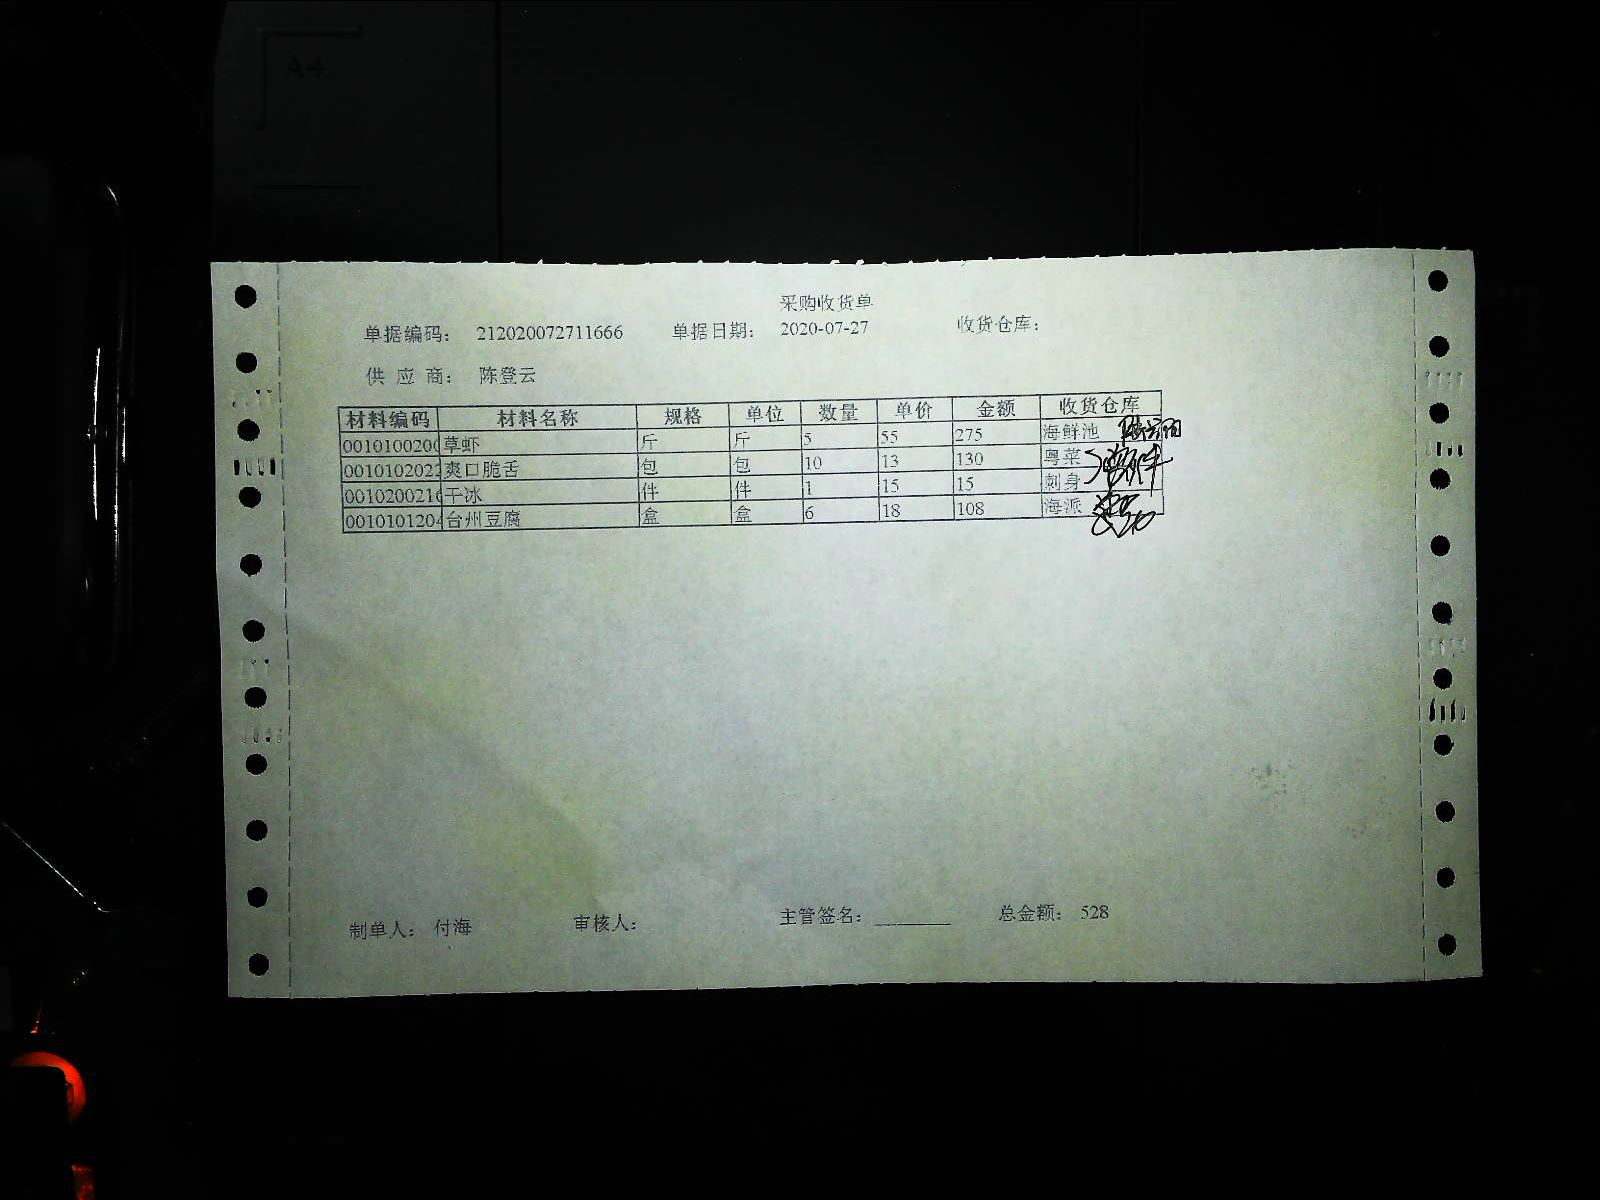 采购收货单
单据编码： 212020072711666 单据日期： 2020-07-27 收货仓库：
供 应 商： 陈登云
材料编码 材料名称 规格 单位 数量 单价 金额 收货仓库
0010100200 草虾 斤 斤 5 55 275 海鲜池
0010102022 爽口脆舌 包 包 10 13 130 粤菜
0010200216 干冰 件 件 1 15 15 刺身
0010101204 台州豆腐 盒 盒 6 18 108 海派
制单人： 付海 审核人： 主管签名： 总金额： 528